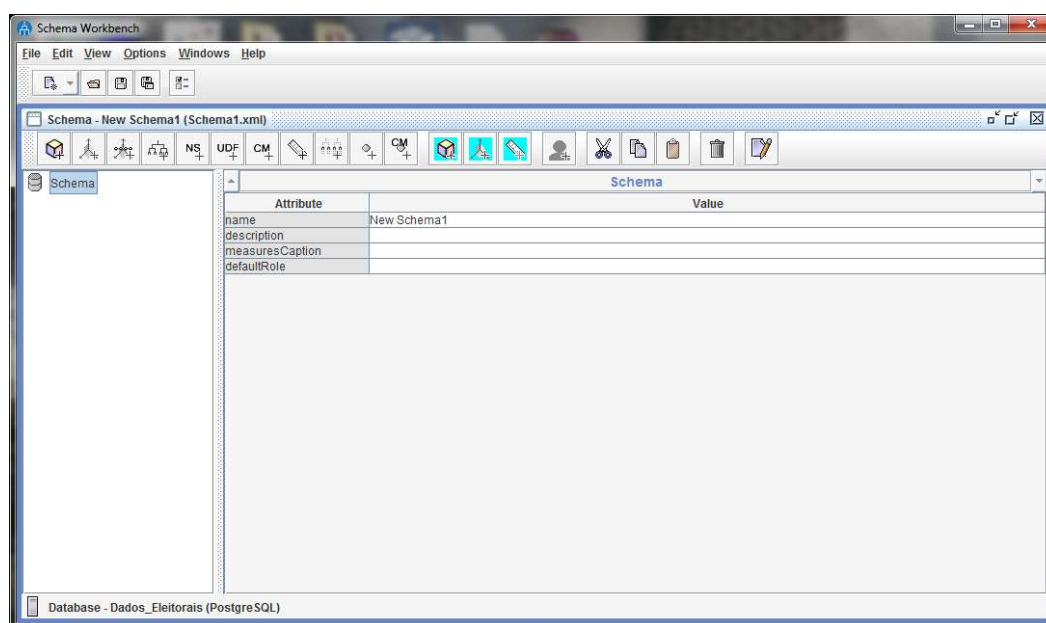 Schema Workbench
File Edit View Options Windows Help
Schema - New Schema1 (Schema1.xml)
NS UDF CM CM
Schema
Schema
Attribute Value
name New Schema1
description
measuresCaption
defaultRole
Database - Dados_Eleitorais (PostgreSQL)